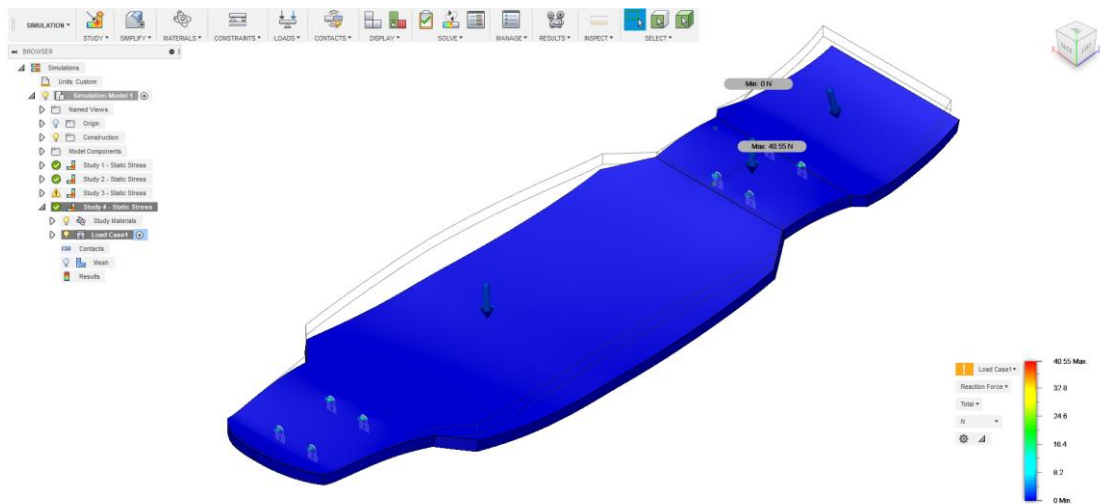 SIMULATION ▾
STUDY ▾
SIMPLIFY ▾
MATERIALS ▾
CONSTRAINTS ▾
LOADS ▾
CONTACTS ▾
DISPLAY ▾
SOLVE ▾
MANAGE ▾
RESULTS ▾
INSPECT ▾
SELECT ▾
BROWSER
Simulations
Units: Custom
Simulation Model 1
Named Views
Origin
Construction
Model Components
Study 1 - Static Stress
Study 2 - Static Stress
Study 3 - Static Stress
Study 4 - Static Stress
Study Materials
Load Case1
Contacts
Mesh
Results
Min: 0 N
Max: 40.55 N
BACK
LEFT
X
Load Case1 ▾
Reaction Force ▾
Total ▾
N ▾
40.55 Max.
32.8
24.6
16.4
8.2
0 Min.